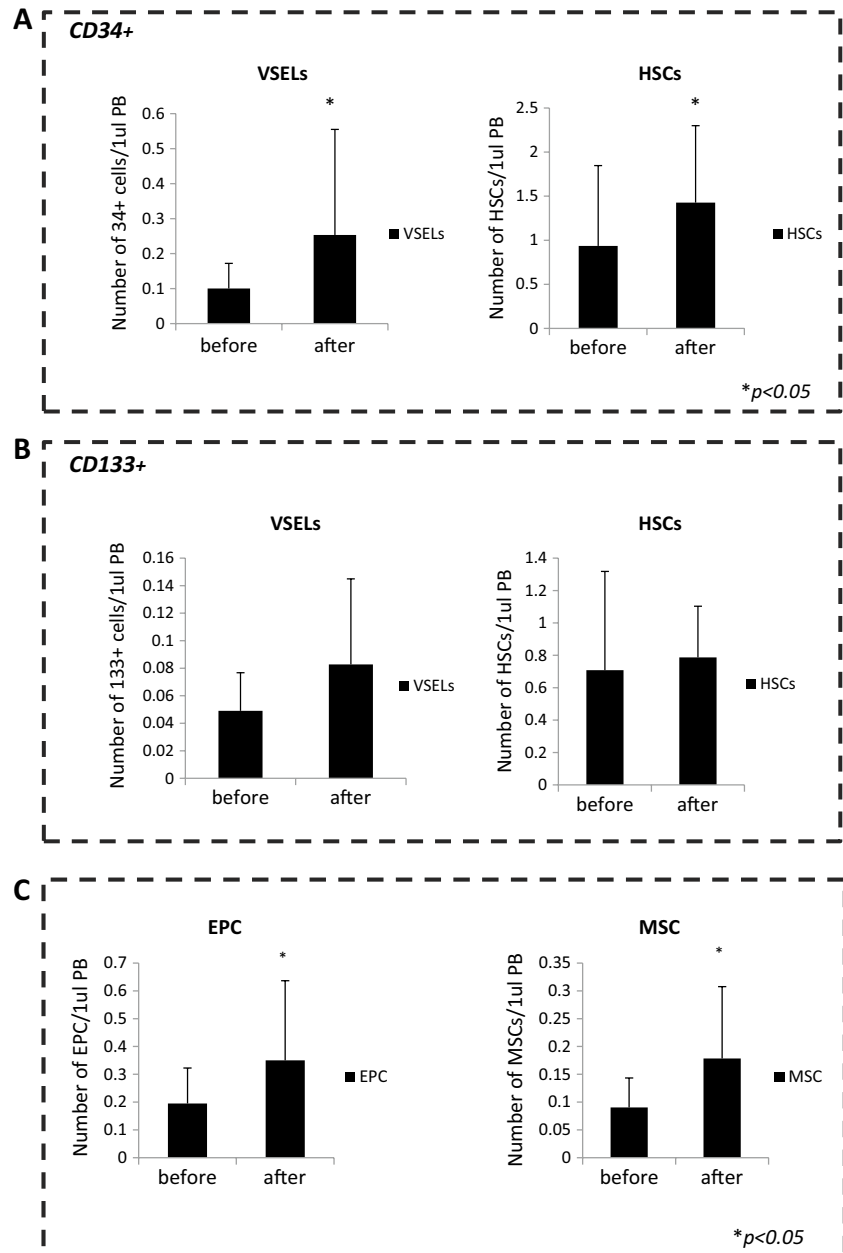 A
CD34+
VSELs
Number of 34+ cells/1ul PB
0.6
0.5
0.4
0.3
0.2
0.1
0
*
before
after
VSELs
HSCs
Number of HSCs/1ul PB
2.5
2
1.5
1
0.5
0
*
before
after
HSCs
*p<0.05
B
CD133+
VSELs
Number of 133+ cells/1ul PB
0.16
0.14
0.12
0.1
0.08
0.06
0.04
0.02
0
before
after
VSELs
HSCs
Number of HSCs/1ul PB
1.4
1.2
1
0.8
0.6
0.4
0.2
0
before
after
HSCs
C
EPC
Number of EPC/1ul PB
0.7
0.6
0.5
0.4
0.3
0.2
0.1
0
*
before
after
EPC
MSC
Number of MSCs/1ul PB
0.35
0.3
0.25
0.2
0.15
0.1
0.05
0
*
before
after
MSC
*p<0.05